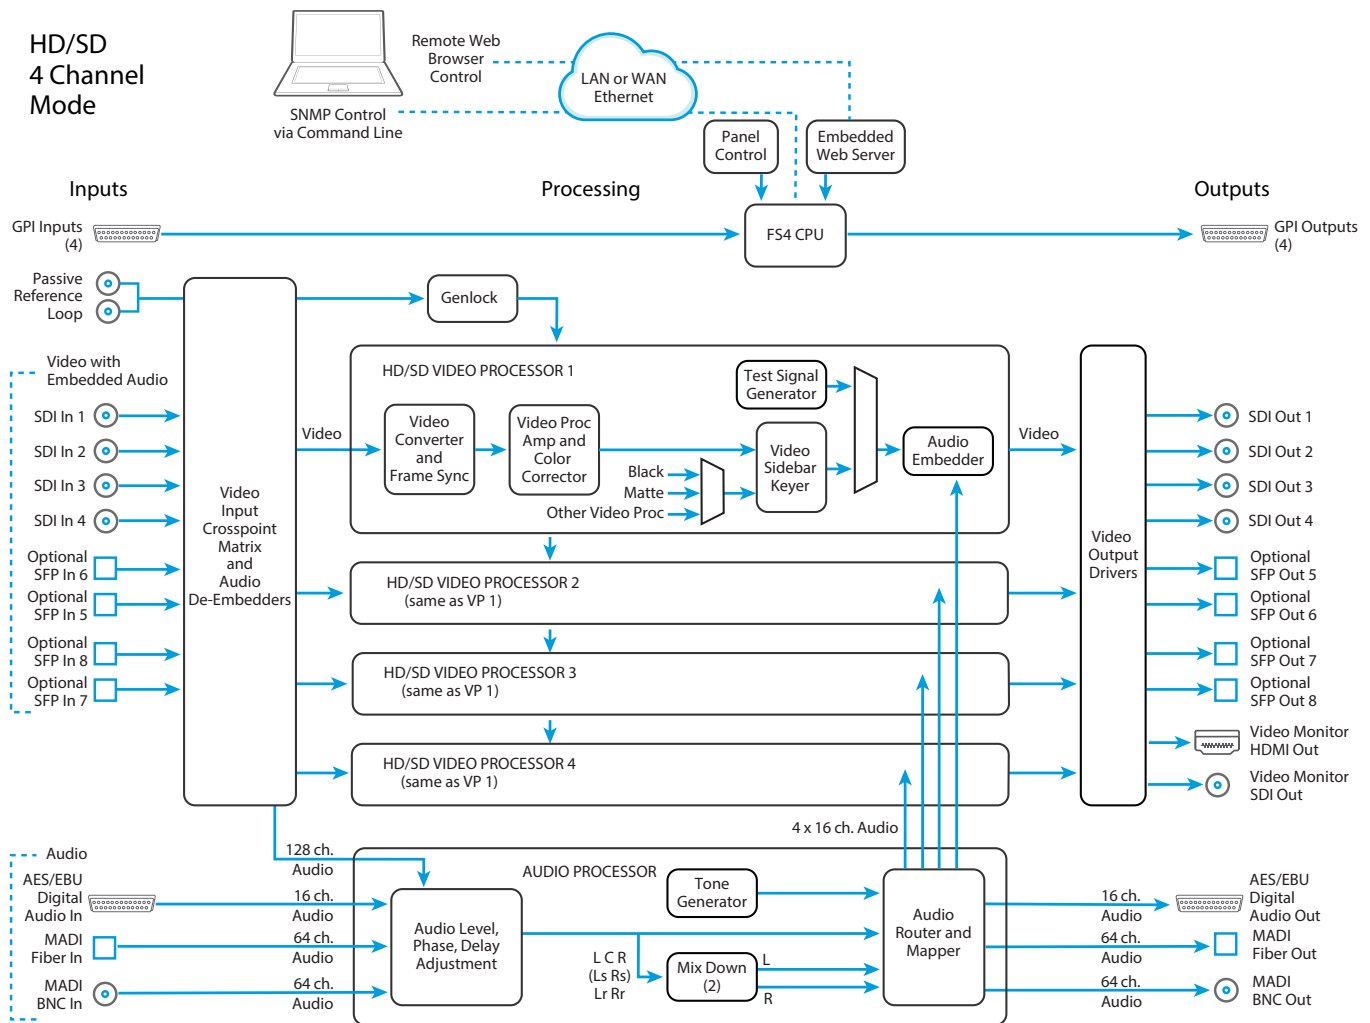 HD/SD
4 Channel
Mode
Remote Web
Browser
Control
SNMP Control
via Command Line
LAN or WAN
Ethernet
Panel
Control
Embedded
Web Server
Inputs
Processing
Outputs
GPI Inputs
(4)
FS4 CPU
GPI Outputs
(4)
Passive
Reference
Loop
Genlock
Video with
Embedded Audio
SDI In 1
SDI In 2
SDI In 3
SDI In 4
Optional
SFP In 6
Optional
SFP In 5
Optional
SFP In 8
Optional
SFP In 7
Video
Input
Crosspoint
Matrix
and
Audio
De-Embedders
Video
HD/SD VIDEO PROCESSOR 1
Video
Converter
and
Frame Sync
Video Proc
Amp and
Color
Corrector
Test Signal
Generator
Black
Matte
Other Video Proc
Video
Sidebar
Keyer
Audio
Embedder
Video
HD/SD VIDEO PROCESSOR 2
(same as VP 1)
HD/SD VIDEO PROCESSOR 3
(same as VP 1)
HD/SD VIDEO PROCESSOR 4
(same as VP 1)
Video
Output
Drivers
SDI Out 1
SDI Out 2
SDI Out 3
SDI Out 4
Optional
SFP Out 5
Optional
SFP Out 6
Optional
SFP Out 7
Optional
SFP Out 8
Video Monitor
HDMI Out
Video Monitor
SDI Out
4 x 16 ch. Audio
Audio
AES/EBU
Digital
Audio In
MADI
Fiber In
MADI
BNC In
128 ch.
Audio
16 ch.
Audio
64 ch.
Audio
64 ch.
Audio
AUDIO PROCESSOR
Audio Level,
Phase, Delay
Adjustment
Tone
Generator
L C R
(Ls Rs)
Lr Rr
Mix Down
(2)
L
R
Audio
Router and
Mapper
16 ch.
Audio
64 ch.
Audio
64 ch.
Audio
AES/EBU
Digital
Audio Out
MADI
Fiber Out
MADI
BNC Out